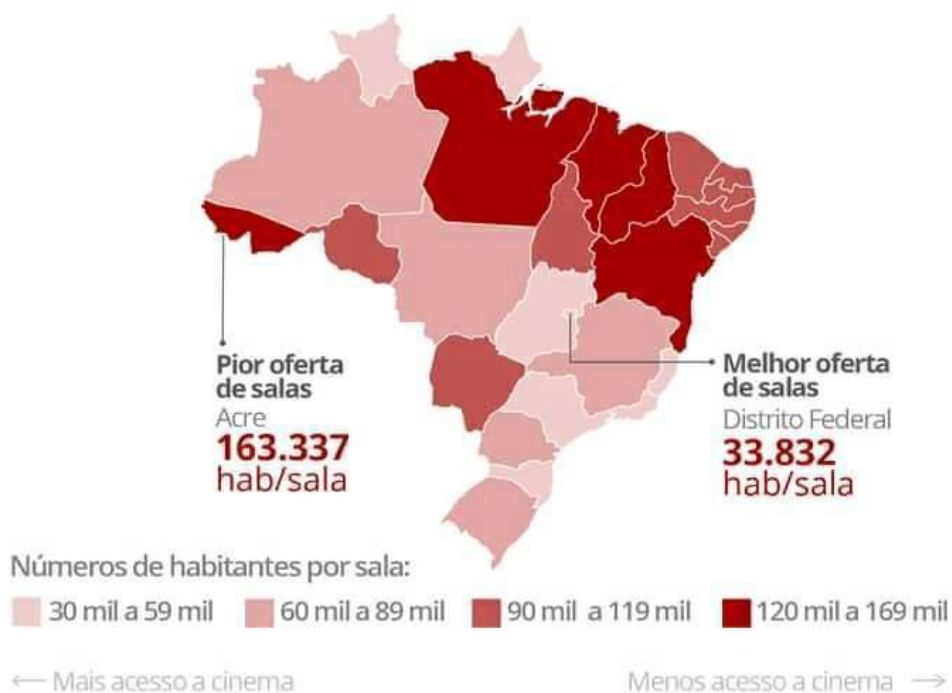 Pior oferta
de salas
Acre
163.337
hab/sala
Melhor oferta
de salas
Distrito Federal
33.832
hab/sala
Números de habitantes por sala:
30 mil a 59 mil
60 mil a 89 mil
90 mil a 119 mil
120 mil a 169 mil
← Mais acesso a cinema
Menos acesso a cinema →